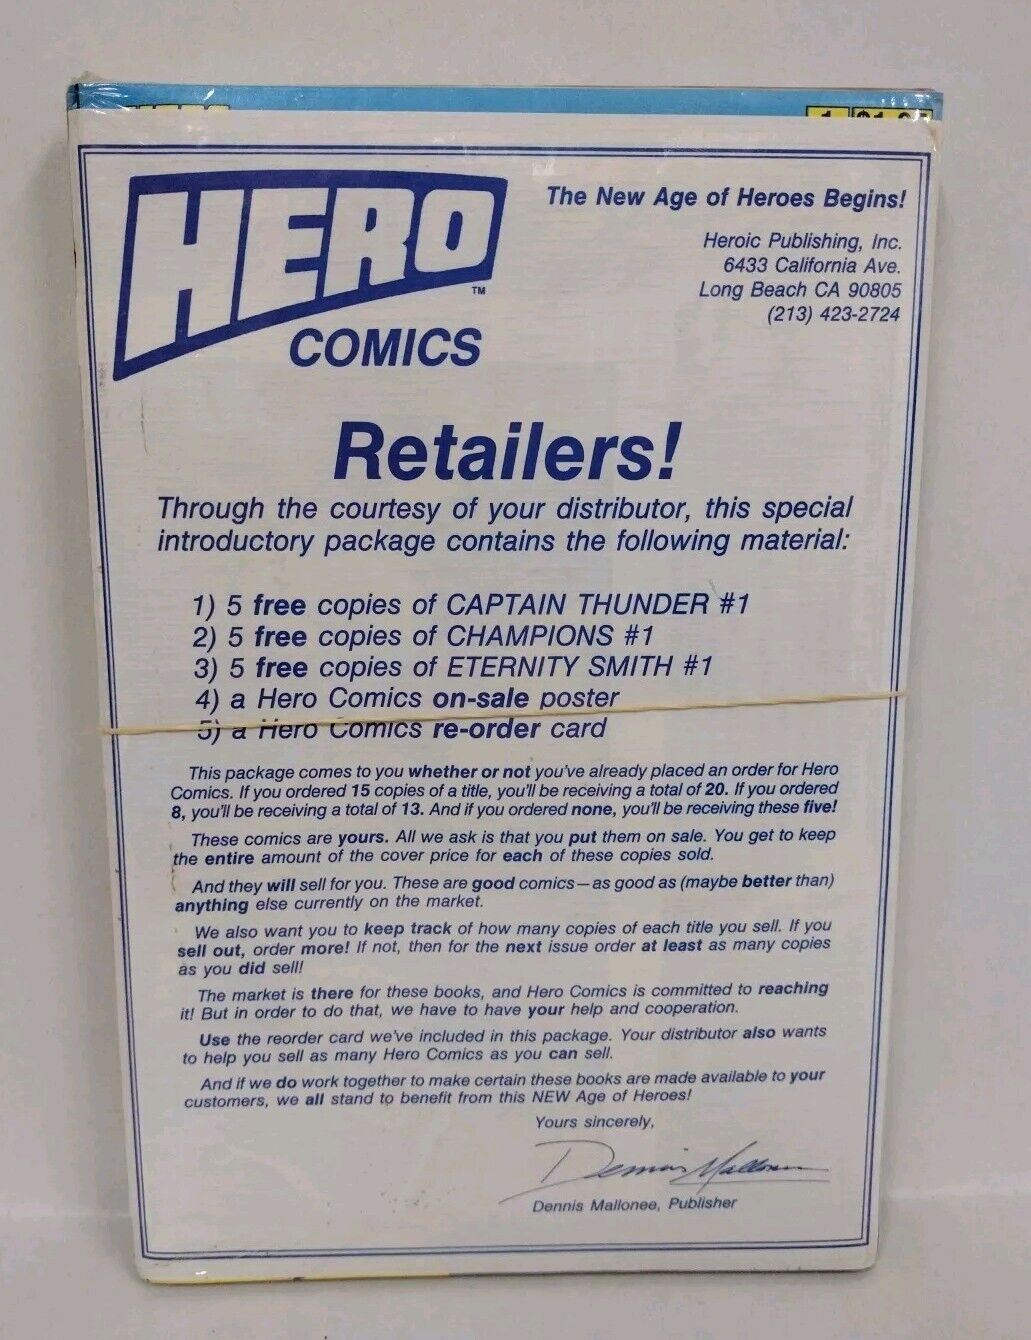 HERO
TM
COMICS
The New Age of Heroes Begins!
Heroic Publishing, Inc.
6433 California Ave.
Long Beach CA 90805
(213) 423-2724
Retailers!
Through the courtesy of your distributor, this special
introductory package contains the following material:
1) 5 free copies of CAPTAIN THUNDER #1
2) 5 free copies of CHAMPIONS #1
3) 5 free copies of ETERNITY SMITH #1
4) a Hero Comics on-sale poster
5) a Hero Comics re-order card
This package comes to you whether or not you've already placed an order for Hero
Comics. If you ordered 15 copies of a title, you'll be receiving a total of 20. If you ordered
8, you'll be receiving a total of 13. And if you ordered none, you'll be receiving these five!
These comics are yours. All we ask is that you put them on sale. You get to keep
the entire amount of the cover price for each of these copies sold.
And they will sell for you. These are good comics—as good as (maybe better than)
anything else currently on the market.
We also want you to keep track of how many copies of each title you sell. If you
sell out, order more! If not, then for the next issue order at least as many copies
as you did sell!
The market is there for these books, and Hero Comics is committed to reaching
it! But in order to do that, we have to have your help and cooperation.
Use the reorder card we've included in this package. Your distributor also wants
to help you sell as many Hero Comics as you can sell.
And if we do work together to make certain these books are made available to your
customers, we all stand to benefit from this NEW Age of Heroes!
Yours sincerely,
Dennis Mallonee
Dennis Mallonee, Publisher